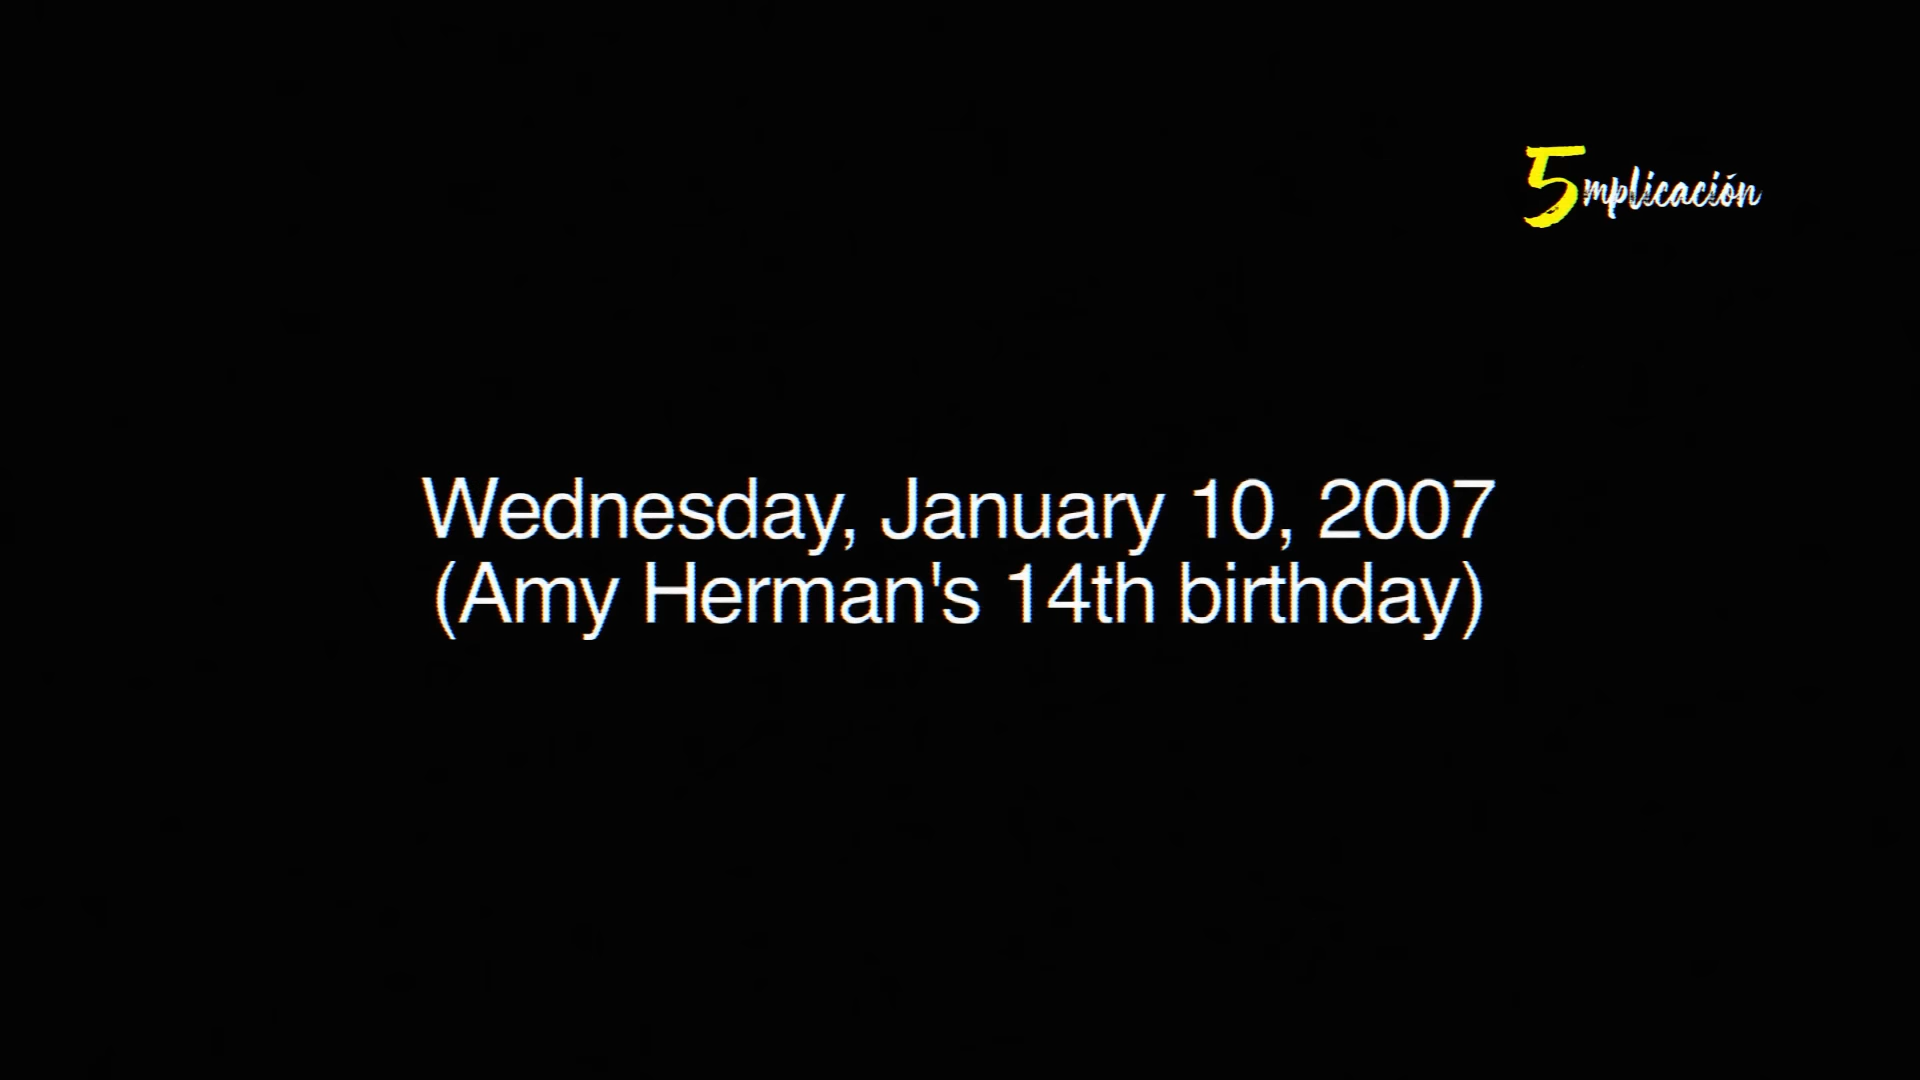 5mplicación
Wednesday, January 10, 2007
(Amy Herman's 14th birthday)